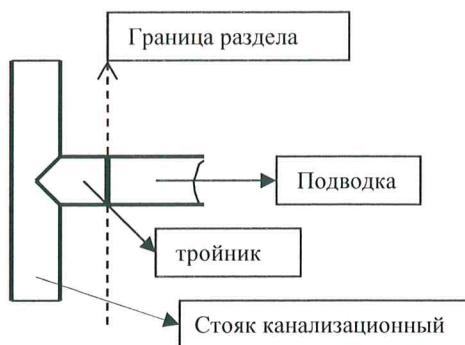 Граница раздела
Подводка
тройник
Стояк канализационный